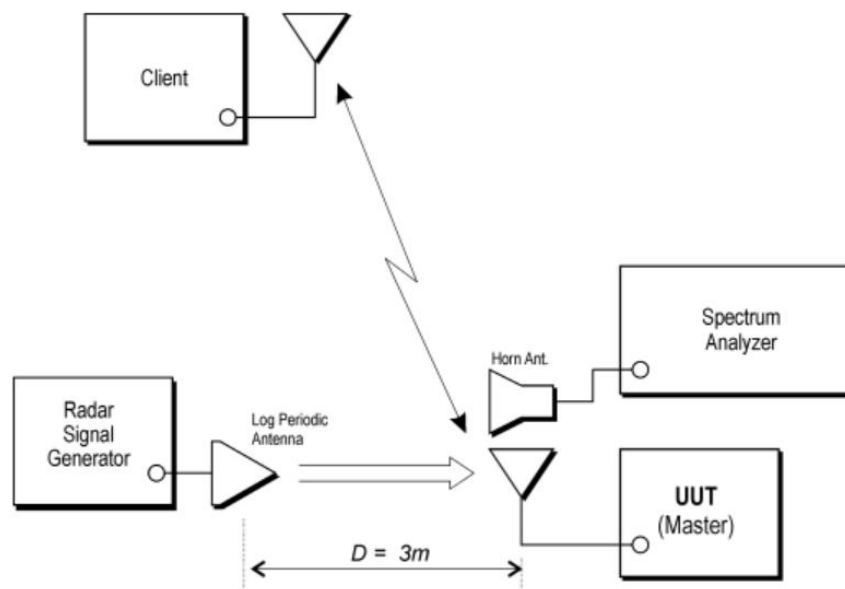 Client
Spectrum
Analyzer
Horn Ant.
Radar
Signal
Generator
Log Periodic
Antenna
UUT
(Master)
D = 3m